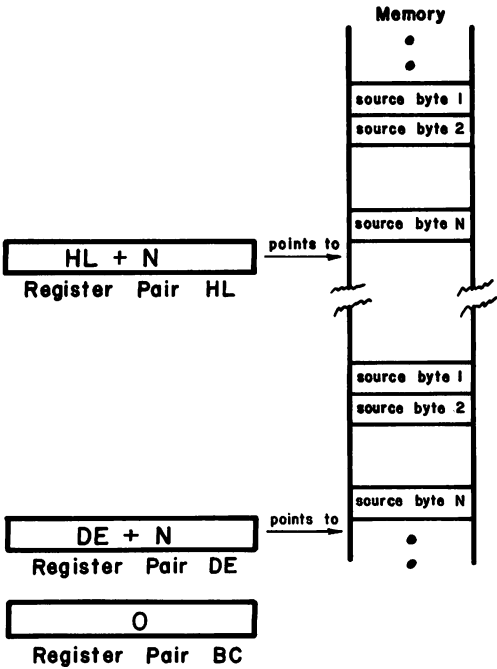 Memory
source byte 1
source byte 2
source byte N
HL + N
points to
Register Pair HL
source byte 1
source byte 2
source byte N
DE + N
points to
Register Pair DE
0
Register Pair BC